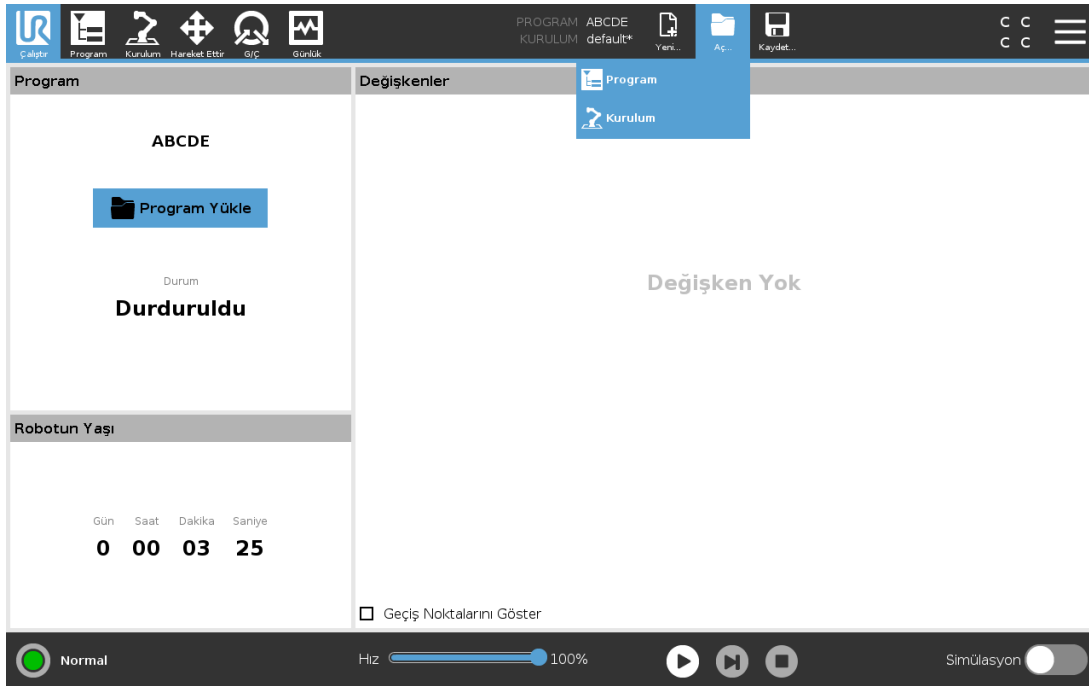 PROGRAM ABCDE
KURULUM default*
C C
C C
Çalıştır Program Kurulum Hareket Ettir G/Ç Günlük Yeni... Aç... Kaydet...
Program
Kurulum
Program
ABCDE
Program Yükle
Durum
Durduruldu
Robotun Yaşı
Gün Saat Dakika Saniye
0 00 03 25
Değişkenler
Değişken Yok
Geçiş Noktalarını Göster
Normal
Hız 100%
Simülasyon